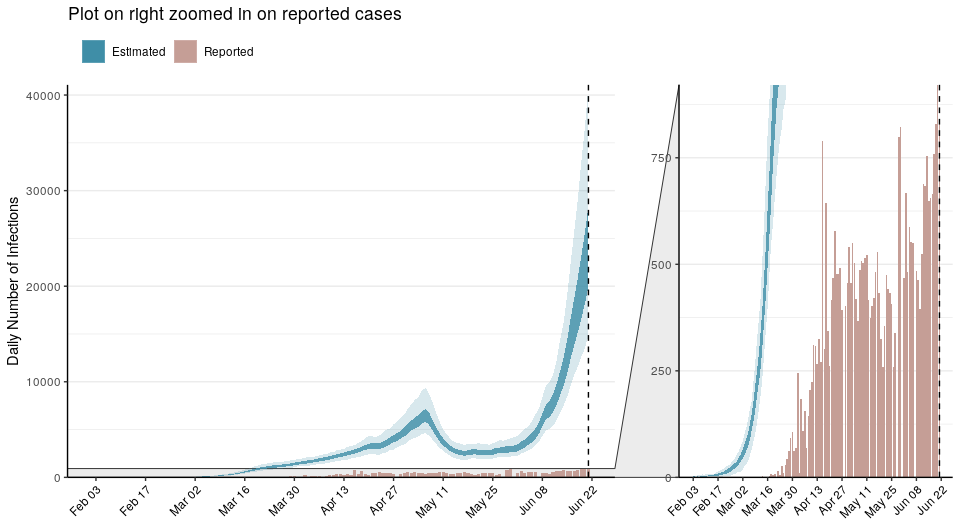 Plot on right zoomed in on reported cases
Estimated Reported
Daily Number of Infections
40000
30000
20000
10000
0
Feb 03 Feb 17 Mar 02 Mar 16 Mar 30 Apr 13 Apr 27 May 11 May 25 Jun 08 Jun 22
750
500
250
0
Feb 03 Feb 17 Mar 02 Mar 16 Mar 30 Apr 13 Apr 27 May 11 May 25 Jun 08 Jun 22